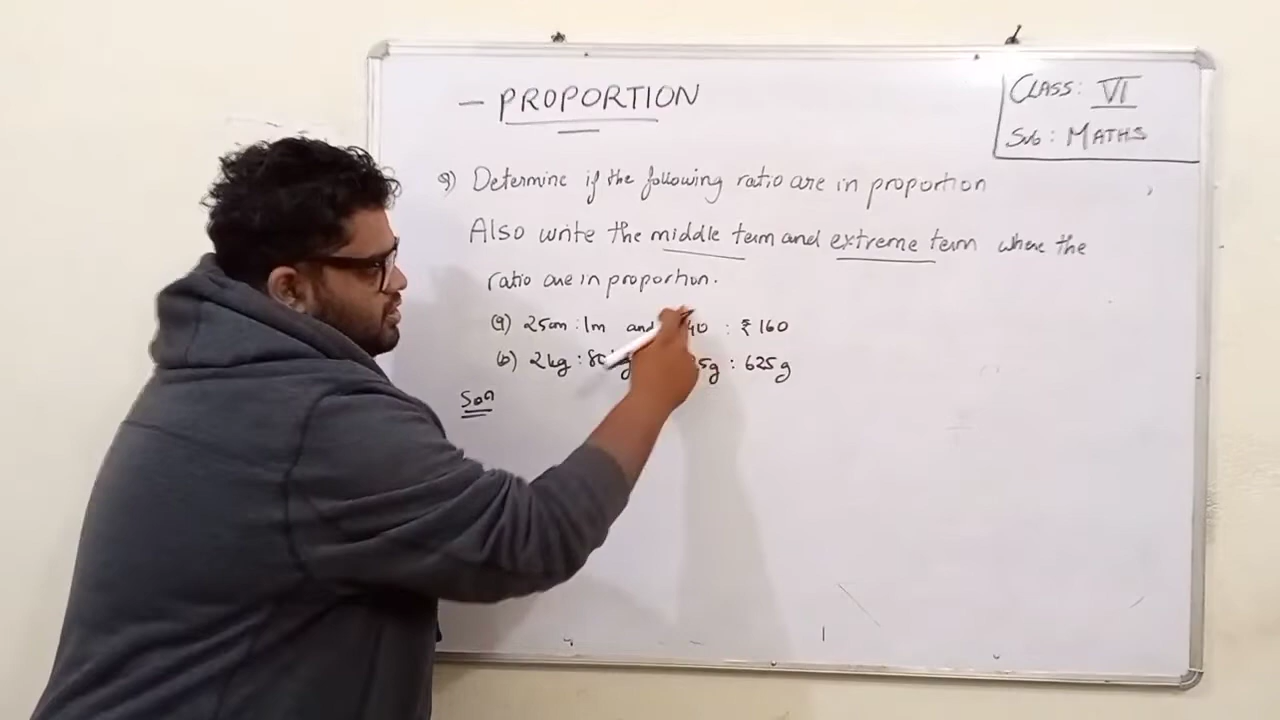 - PROPORTION
CLASS: VI
Sub: MATHS
Q) Determine if the following ratio are in proportion
Also write the middle term and extreme term where the
ratio are in proportion.
(a) 25cm : 1m and 40 : ₹ 160
(b) 2kg : 5g : 625g
Soln